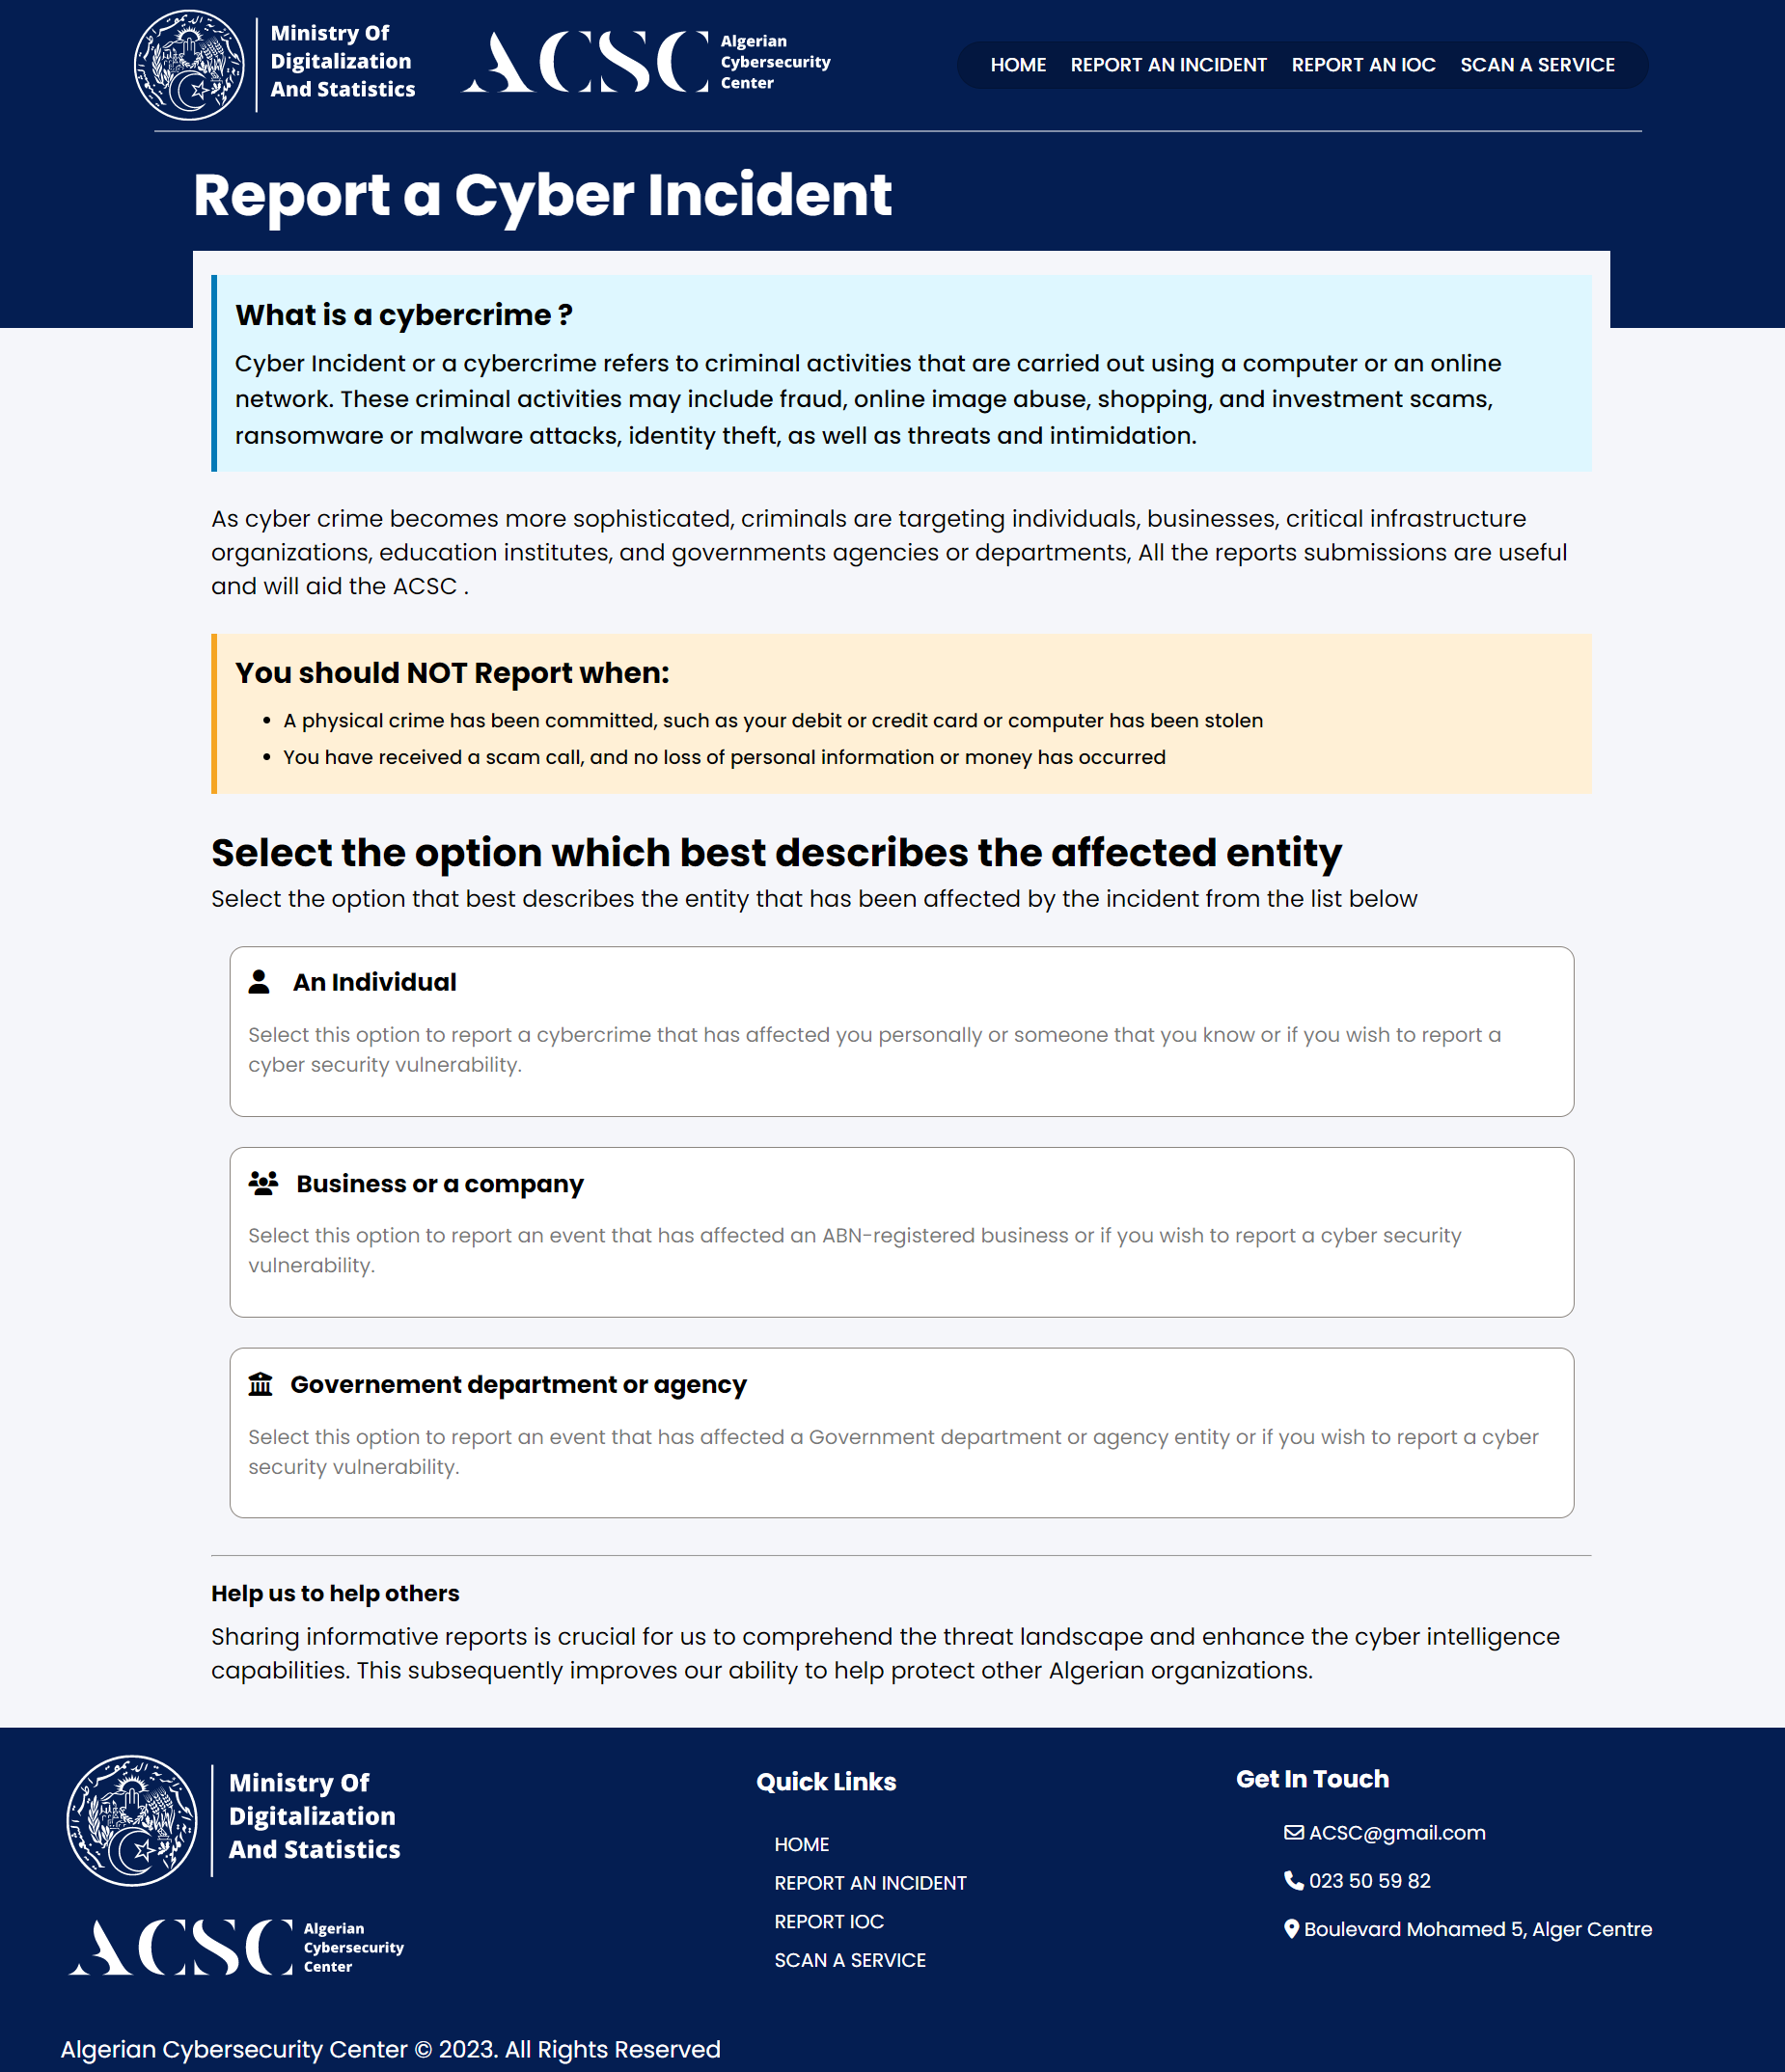 Ministry Of
Digitalization
And Statistics
ACSC
Algerian
Cybersecurity
Center
HOME REPORT AN INCIDENT REPORT AN IOC SCAN A SERVICE
Report a Cyber Incident
What is a cybercrime ?
Cyber Incident or a cybercrime refers to criminal activities that are carried out using a computer or an online
network. These criminal activities may include fraud, online image abuse, shopping, and investment scams,
ransomware or malware attacks, identity theft, as well as threats and intimidation.
As cyber crime becomes more sophisticated, criminals are targeting individuals, businesses, critical infrastructure
organizations, education institutes, and governments agencies or departments, All the reports submissions are useful
and will aid the ACSC .
You should NOT Report when:
• A physical crime has been committed, such as your debit or credit card or computer has been stolen
• You have received a scam call, and no loss of personal information or money has occurred
Select the option which best describes the affected entity
Select the option that best describes the entity that has been affected by the incident from the list below
An Individual
Select this option to report a cybercrime that has affected you personally or someone that you know or if you wish to report a
cyber security vulnerability.
Business or a company
Select this option to report an event that has affected an ABN-registered business or if you wish to report a cyber security
vulnerability.
Governement department or agency
Select this option to report an event that has affected a Government department or agency entity or if you wish to report a cyber
security vulnerability.
Help us to help others
Sharing informative reports is crucial for us to comprehend the threat landscape and enhance the cyber intelligence
capabilities. This subsequently improves our ability to help protect other Algerian organizations.
Ministry Of
Digitalization
And Statistics
ACSC
Algerian
Cybersecurity
Center
Quick Links
HOME
REPORT AN INCIDENT
REPORT IOC
SCAN A SERVICE
Get In Touch
ACSC@gmail.com
023 50 59 82
Boulevard Mohamed 5, Alger Centre
Algerian Cybersecurity Center © 2023. All Rights Reserved